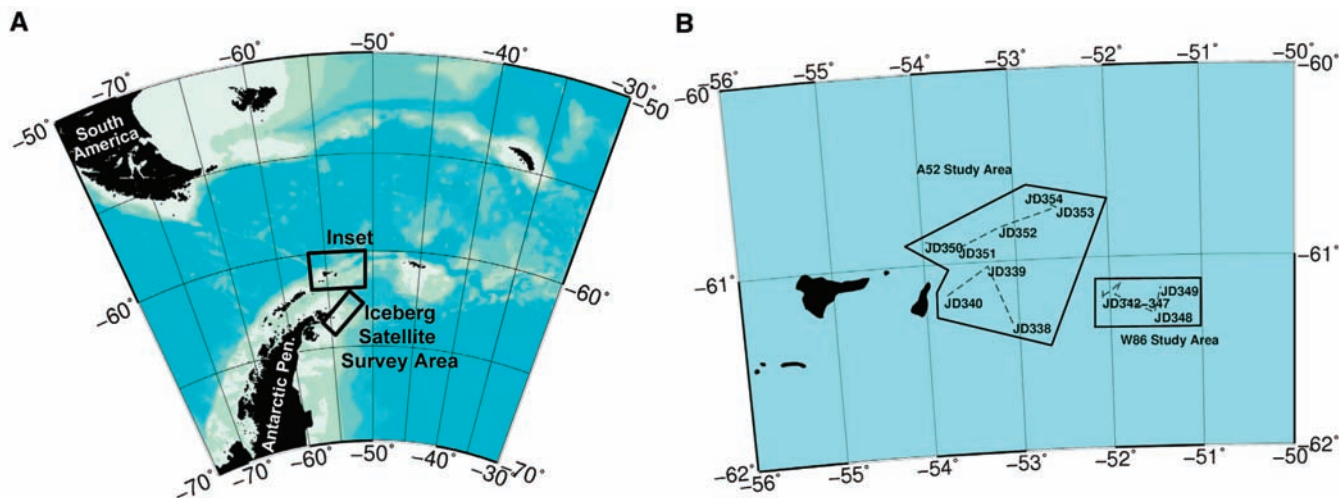 A
−50°
−60°
−40°
−70°
−30°
−50
−50°
South
America
Inset
−60°
−60°
Iceberg
Satellite
Survey Area
Antarctic Pen.
−70°
−70°
−60°
−50°
−40°
−30°
−70°
B
−56°
−55°
−54°
−53°
−52°
−51°
−50°
−60°
−60°
A52 Study Area
JD354
JD353
JD352
JD350
JD351
JD339
−61°
−61°
JD340
JD349
JD342–347
JD348
JD338
W86 Study Area
−62°
−62°
−56°
−55°
−54°
−53°
−52°
−51°
−50°